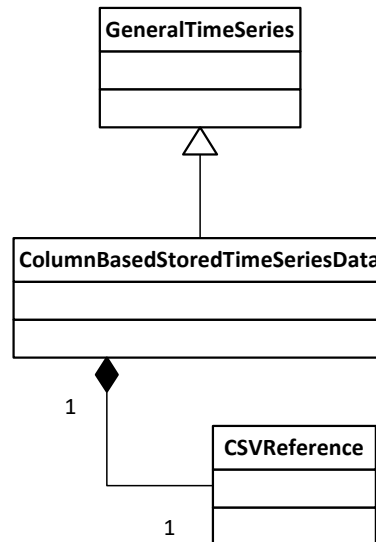 GeneralTimeSeries
ColumnBasedStoredTimeSeriesData
1
CSVReference
1